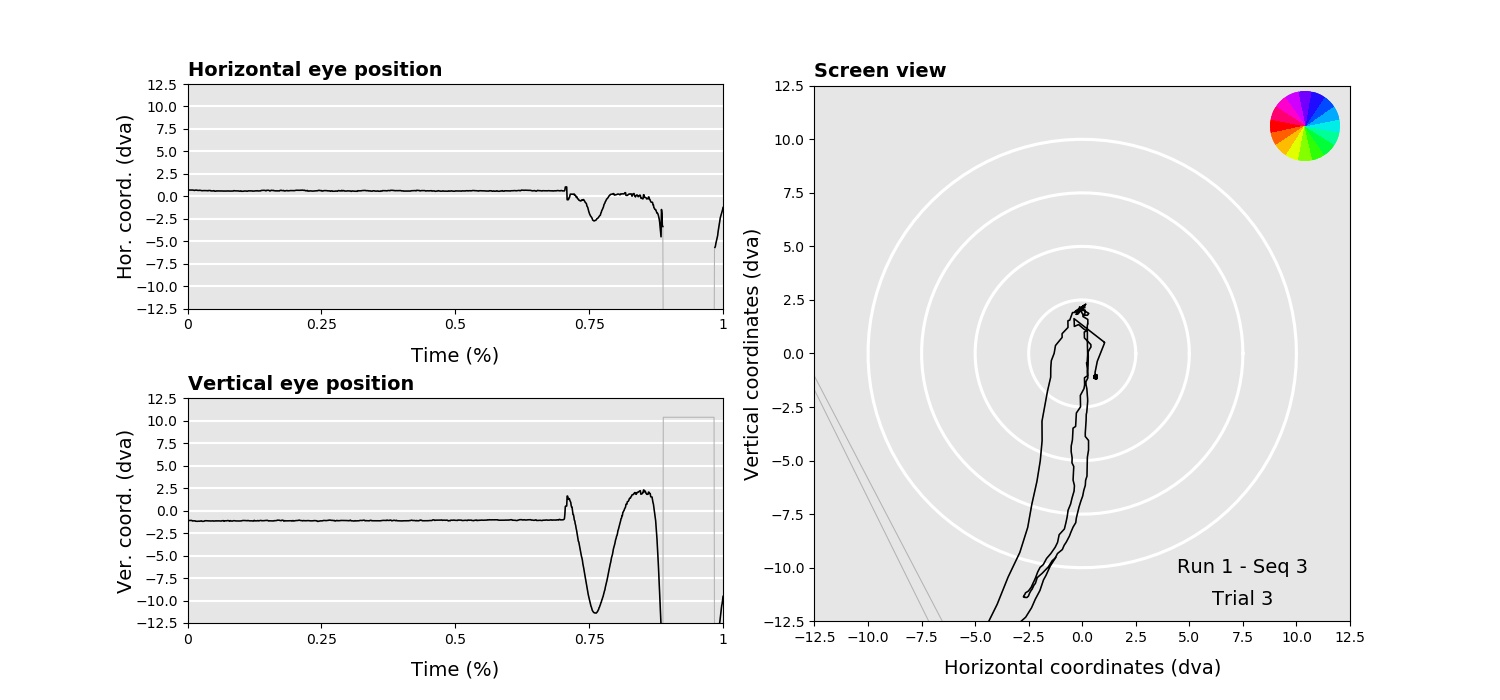 Horizontal eye position
12.5
10.0
7.5
5.0
2.5
0.0
−2.5
−5.0
−7.5
−10.0
−12.5
Hor. coord. (dva)
0 0.25 0.5 0.75 1
Time (%)
Vertical eye position
12.5
10.0
7.5
5.0
2.5
0.0
−2.5
−5.0
−7.5
−10.0
−12.5
Ver. coord. (dva)
0 0.25 0.5 0.75 1
Time (%)
Screen view
12.5
10.0
7.5
5.0
2.5
0.0
−2.5
−5.0
−7.5
−10.0
−12.5
Vertical coordinates (dva)
Run 1 - Seq 3
Trial 3
−12.5 −10.0 −7.5 −5.0 −2.5 0.0 2.5 5.0 7.5 10.0 12.5
Horizontal coordinates (dva)